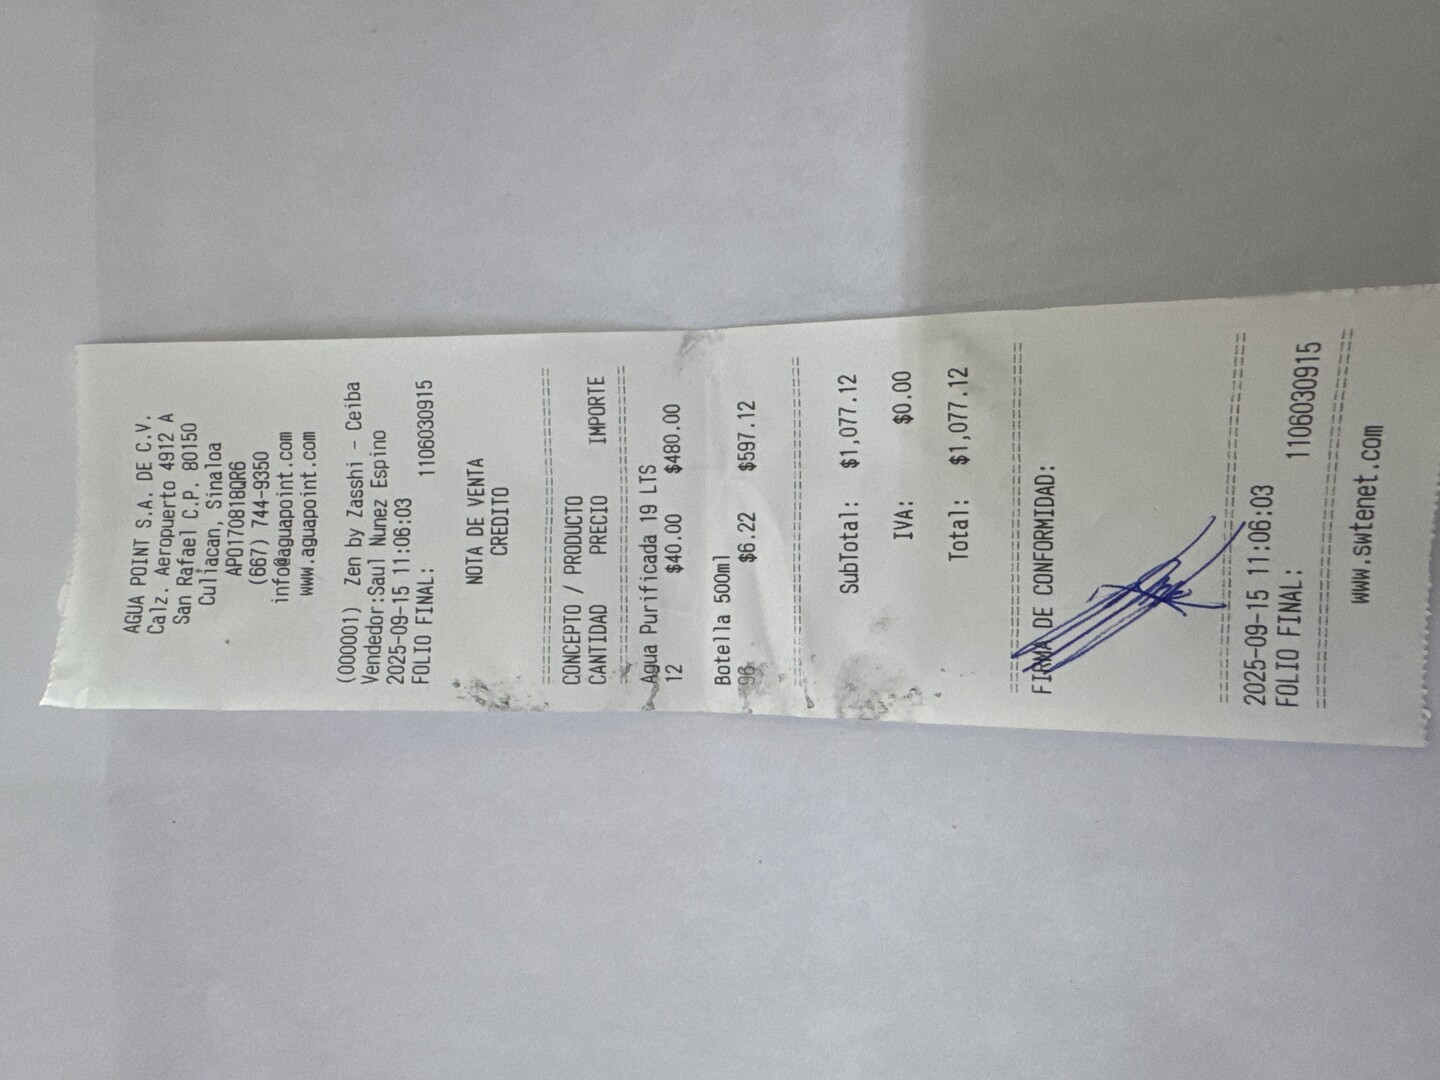 AGUA POINT S.A. DE C.V.
Calz. Aeropuerto 4912 A
San Rafael C.P. 80150
Culiacan, Sinaloa
APO170818QR6
(667) 744-9350
info@aguapoint.com
www.aguapoint.com
(000001) Zen by Zasshi - Ceiba
Vendedor:Saul Nunez Espino
2025-09-15 11:06:03
FOLIO FINAL: 1106030915
NOTA DE VENTA
CREDITO
==============================
CONCEPTO / PRODUCTO
CANTIDAD PRECIO IMPORTE
==============================
Agua Purificada 19 LTS
12 $40.00 $480.00
Botella 500ml
96 $6.22 $597.12
==============================
SubTotal: $1,077.12
IVA: $0.00
Total: $1,077.12
==============================
FIRMA DE CONFORMIDAD:
==============================
2025-09-15 11:06:03
FOLIO FINAL: 1106030915
==============================
www.swtenet.com